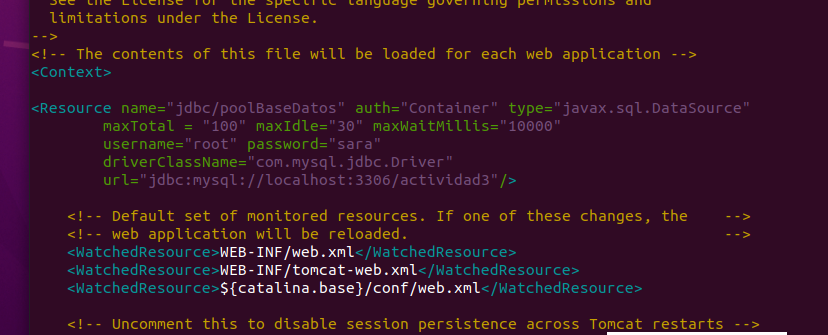 See the License for the specific language governing permissions and
limitations under the License.
-->
<!-- The contents of this file will be loaded for each web application -->
<Context>
<Resource name="jdbc/poolBaseDatos" auth="Container" type="javax.sql.DataSource"
maxTotal = "100" maxIdle="30" maxWaitMillis="10000"
username="root" password="sara"
driverClassName="com.mysql.jdbc.Driver"
url="jdbc:mysql://localhost:3306/actividad3"/>
<!-- Default set of monitored resources. If one of these changes, the -->
<!-- web application will be reloaded. -->
<WatchedResource>WEB-INF/web.xml</WatchedResource>
<WatchedResource>WEB-INF/tomcat-web.xml</WatchedResource>
<WatchedResource>${catalina.base}/conf/web.xml</WatchedResource>
<!-- Uncomment this to disable session persistence across Tomcat restarts -->